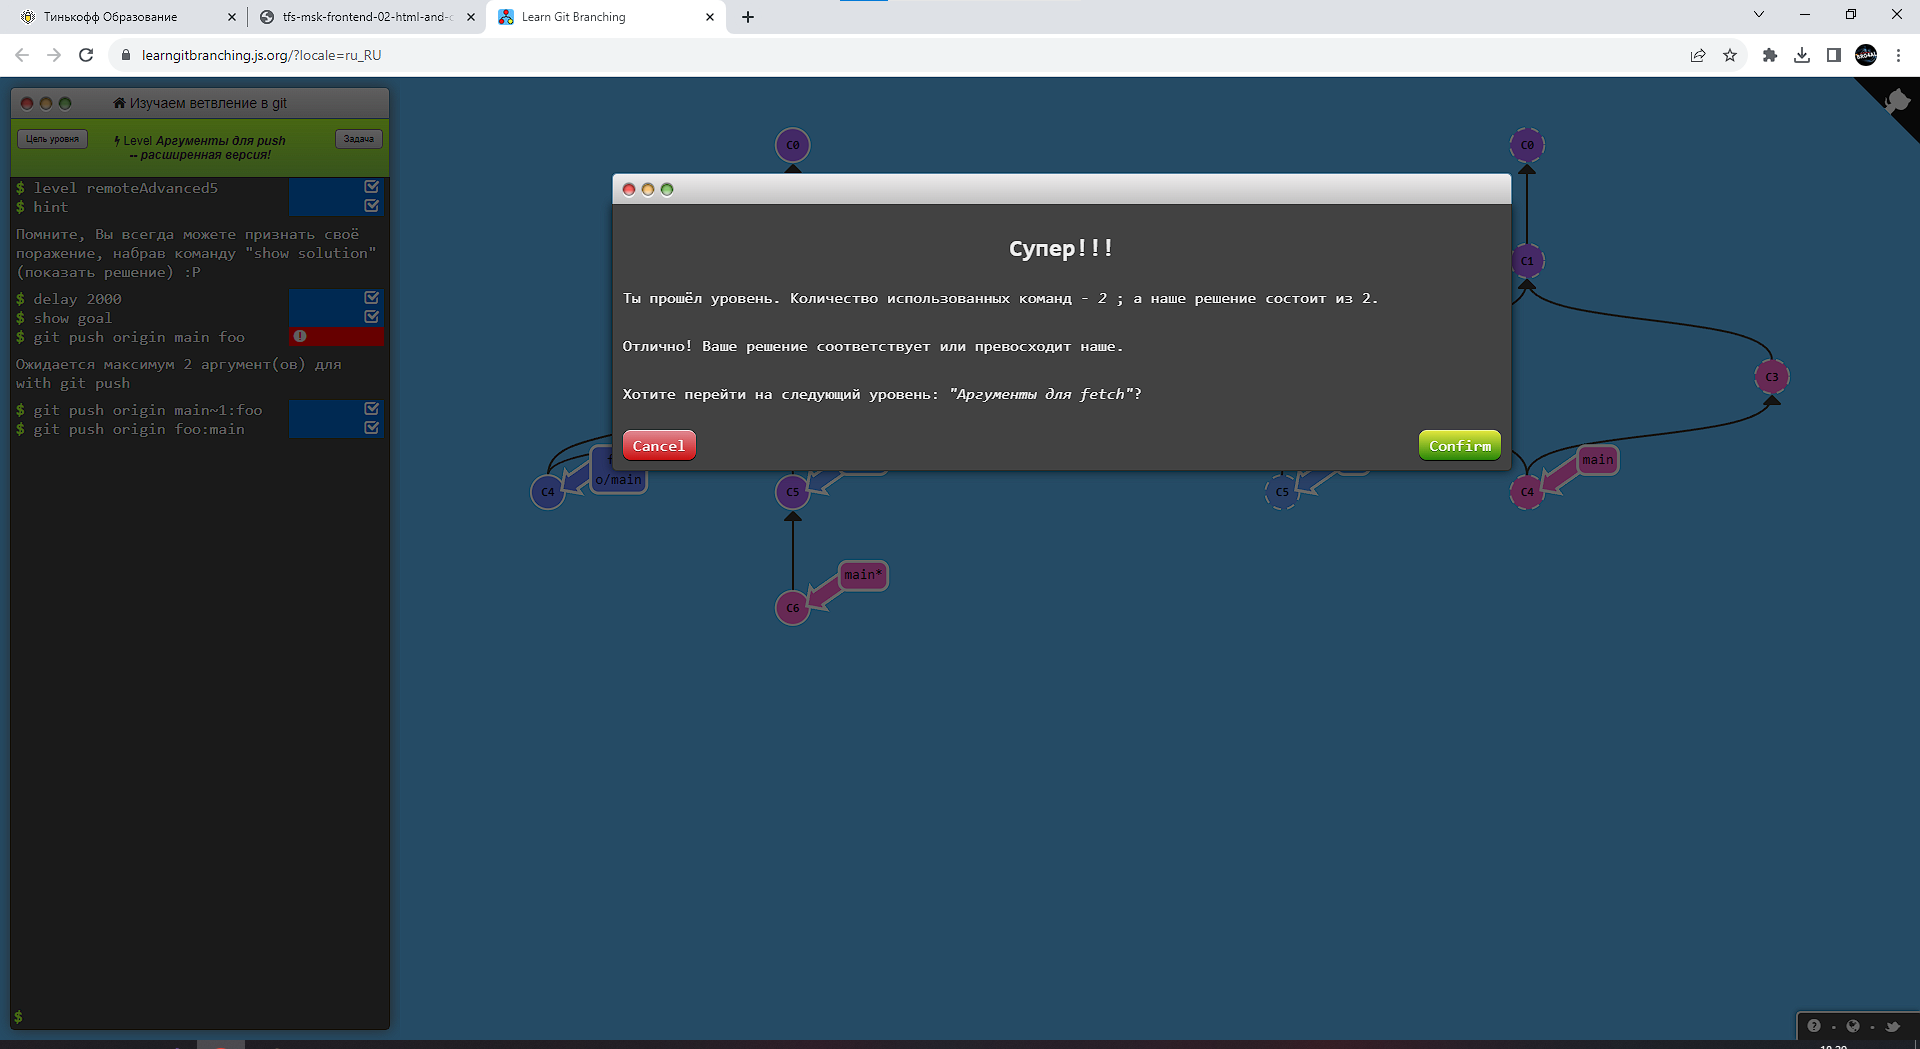 Тинькофф Образование
tfs-msk-frontend-02-html-and-c
Learn Git Branching
learngitbranching.js.org/?locale=ru_RU
Изучаем ветвление в git
Цель уровня
Level Аргументы для push
-- расширенная версия!
Задача
$ level remoteAdvanced5
$ hint
Помните, Вы всегда можете признать своё
поражение, набрав команду "show solution"
(показать решение) :P
$ delay 2000
$ show goal
$ git push origin main foo
Ожидается максимум 2 аргумент(ов) для
with git push
$ git push origin main~1:foo
$ git push origin foo:main
$
C0
C0
Супер!!!
Ты прошёл уровень. Количество использованных команд - 2 ; а наше решение состоит из 2.
Отлично! Ваше решение соответствует или превосходит наше.
Хотите перейти на следующий уровень: "Аргументы для fetch"?
Cancel
Confirm
C1
C3
o/main
C4
C5
C5
C4
main
main*
C6